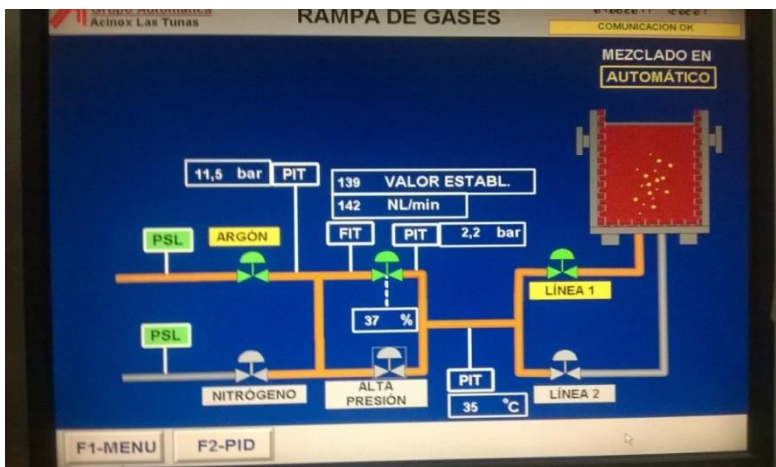 Grupo Automática
Acinox Las Tunas
RAMPA DE GASES
COMUNICACION OK
MEZCLADO EN
AUTOMÁTICO
11,5 bar PIT
139 VALOR ESTABL.
142 NL/min
PSL
ARGÓN
FIT
PIT
2,2 bar
LÍNEA 1
37 %
PSL
NITRÓGENO
ALTA
PRESIÓN
PIT
35 °C
LÍNEA 2
F1-MENU
F2-PID